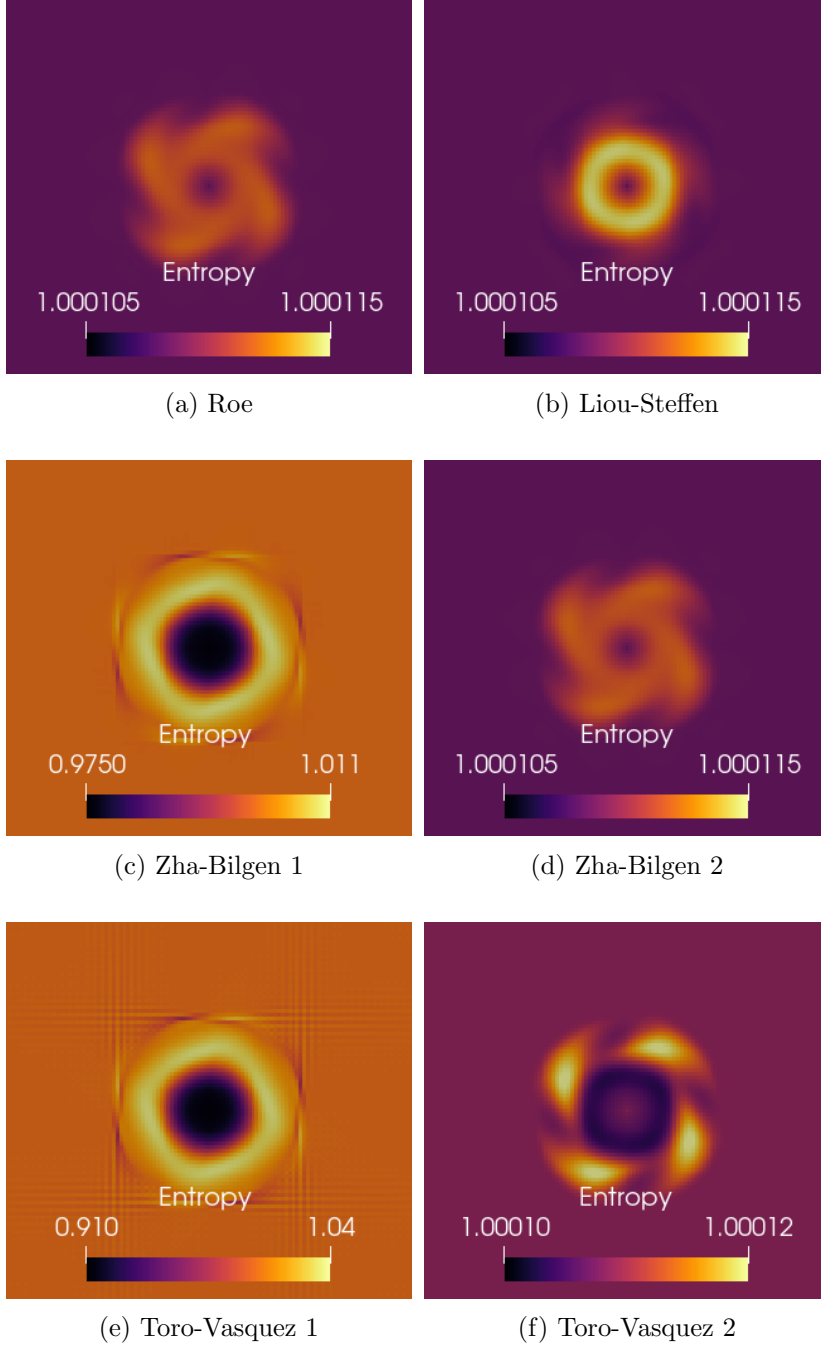 Entropy
1.000105 1.000115
(a) Roe
Entropy
1.000105 1.000115
(b) Liou-Steffen
Entropy
0.9750 1.011
(c) Zha-Bilgen 1
Entropy
1.000105 1.000115
(d) Zha-Bilgen 2
Entropy
0.910 1.04
(e) Toro-Vasquez 1
Entropy
1.00010 1.00012
(f) Toro-Vasquez 2